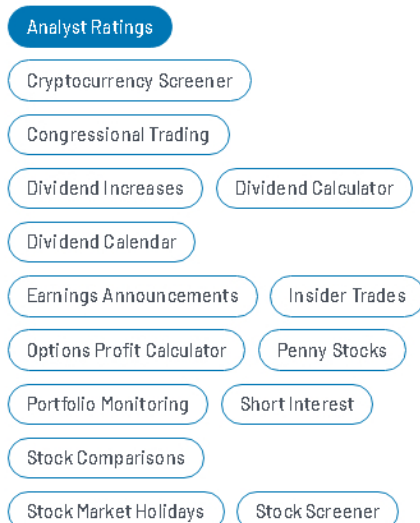 Analyst Ratings
Cryptocurrency Screener
Congressional Trading
Dividend Increases Dividend Calculator
Dividend Calendar
Earnings Announcements Insider Trades
Options Profit Calculator Penny Stocks
Portfolio Monitoring Short Interest
Stock Comparisons
Stock Market Holidays Stock Screener